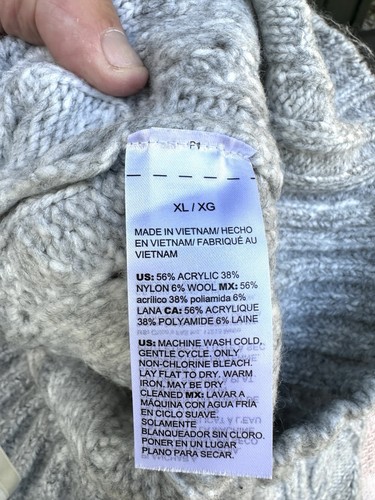 XL / XG
MADE IN VIETNAM/ HECHO
EN VIETNAM/ FABRIQUÉ AU
VIETNAM
US: 56% ACRYLIC 38%
NYLON 6% WOOL MX: 56%
acrilico 38% poliamida 6%
LANA CA: 56% ACRYLIQUE
38% POLYAMIDE 6% LAINE
US: MACHINE WASH COLD,
GENTLE CYCLE. ONLY
NON-CHLORINE BLEACH.
LAY FLAT TO DRY. WARM
IRON. MAY BE DRY
CLEANED MX: LAVAR A
MÁQUINA CON AGUA FRÍA
EN CICLO SUAVE.
SOLAMENTE
BLANQUEADOR SIN CLORO.
PONER EN UN LUGAR
PLANO PARA SECAR.